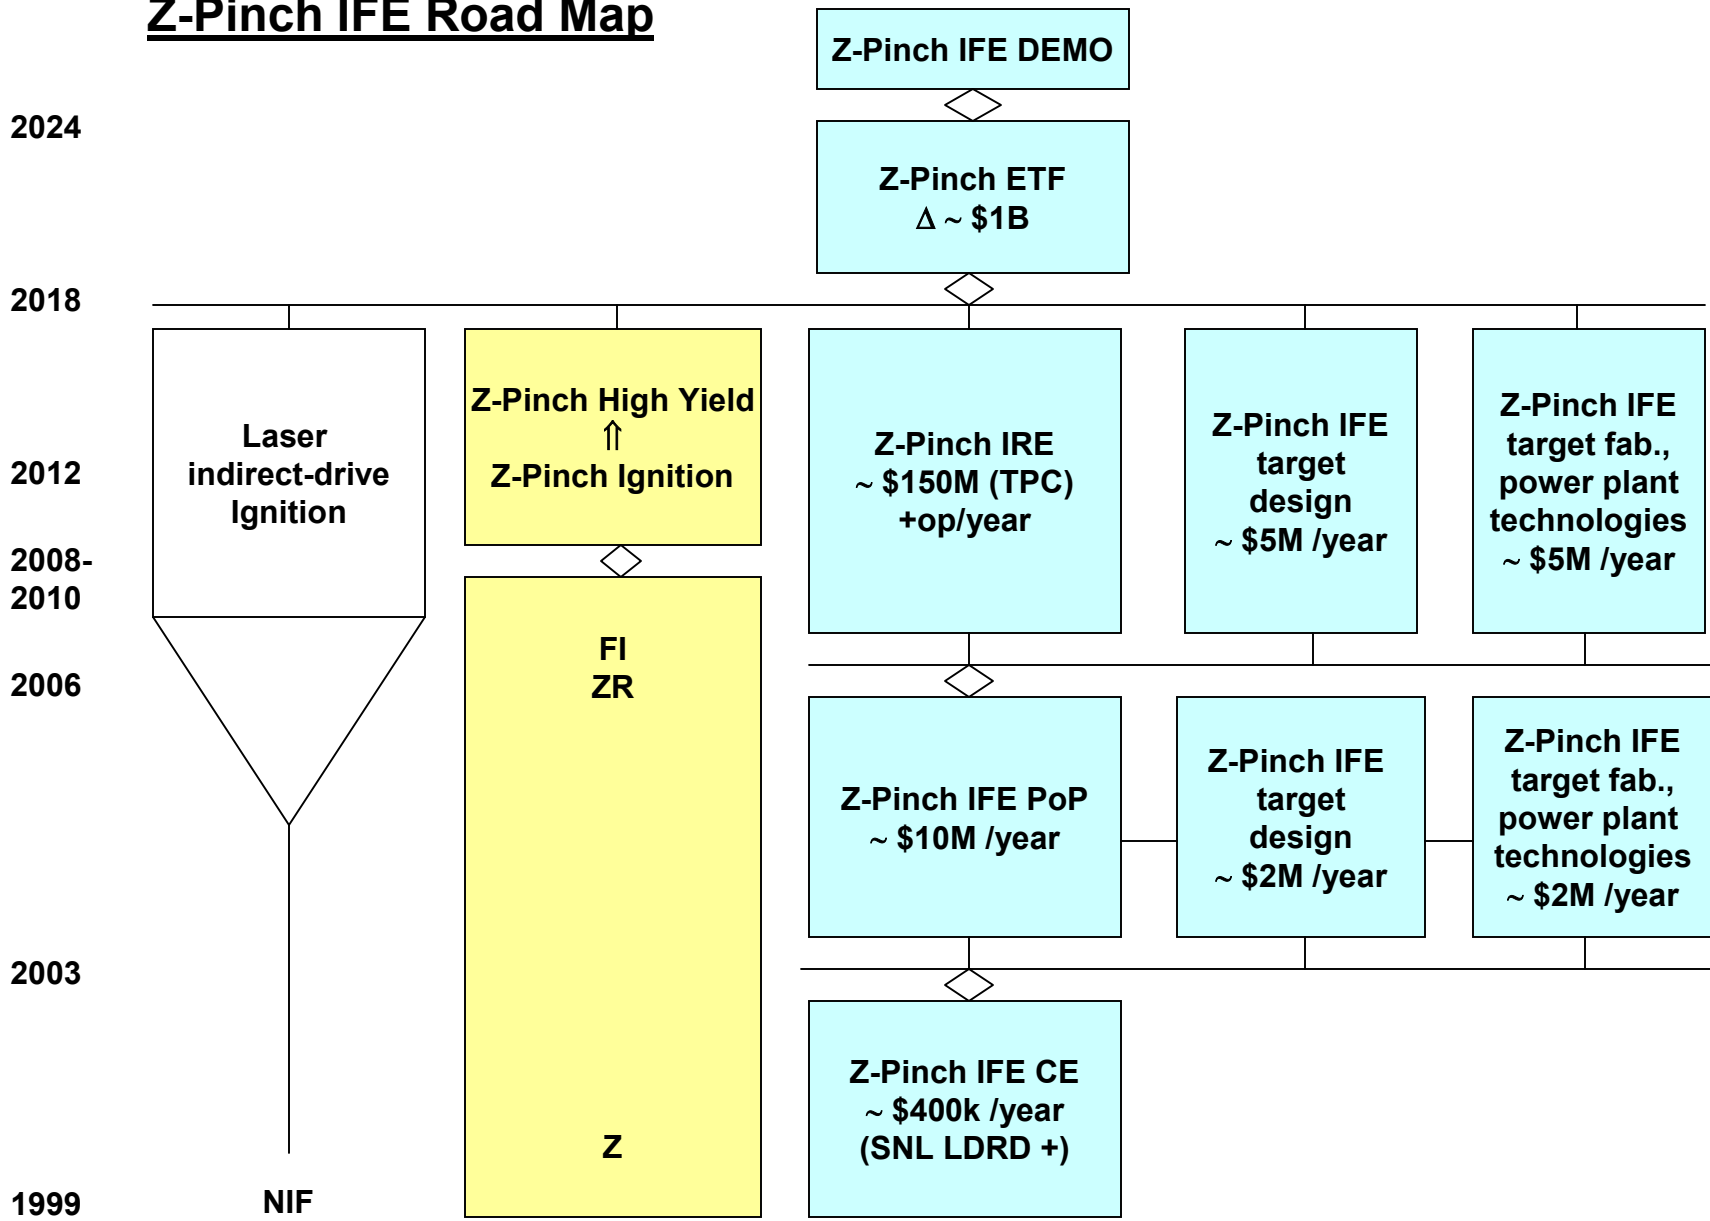 Z-Pinch IFE Road Map
Z-Pinch IFE DEMO
2024
Z-Pinch ETF
Δ ~ $1B
2018
Laser
indirect-drive
Ignition
Z-Pinch High Yield
⇑
Z-Pinch Ignition
Z-Pinch IRE
~ $150M (TPC)
+op/year
Z-Pinch IFE
target
design
~ $5M /year
Z-Pinch IFE
target fab.,
power plant
technologies
~ $5M /year
2012
2008-
2010
FI
ZR
2006
Z-Pinch IFE PoP
~ $10M /year
Z-Pinch IFE
target
design
~ $2M /year
Z-Pinch IFE
target fab.,
power plant
technologies
~ $2M /year
2003
Z-Pinch IFE CE
~ $400k /year
(SNL LDRD +)
Z
1999
NIF